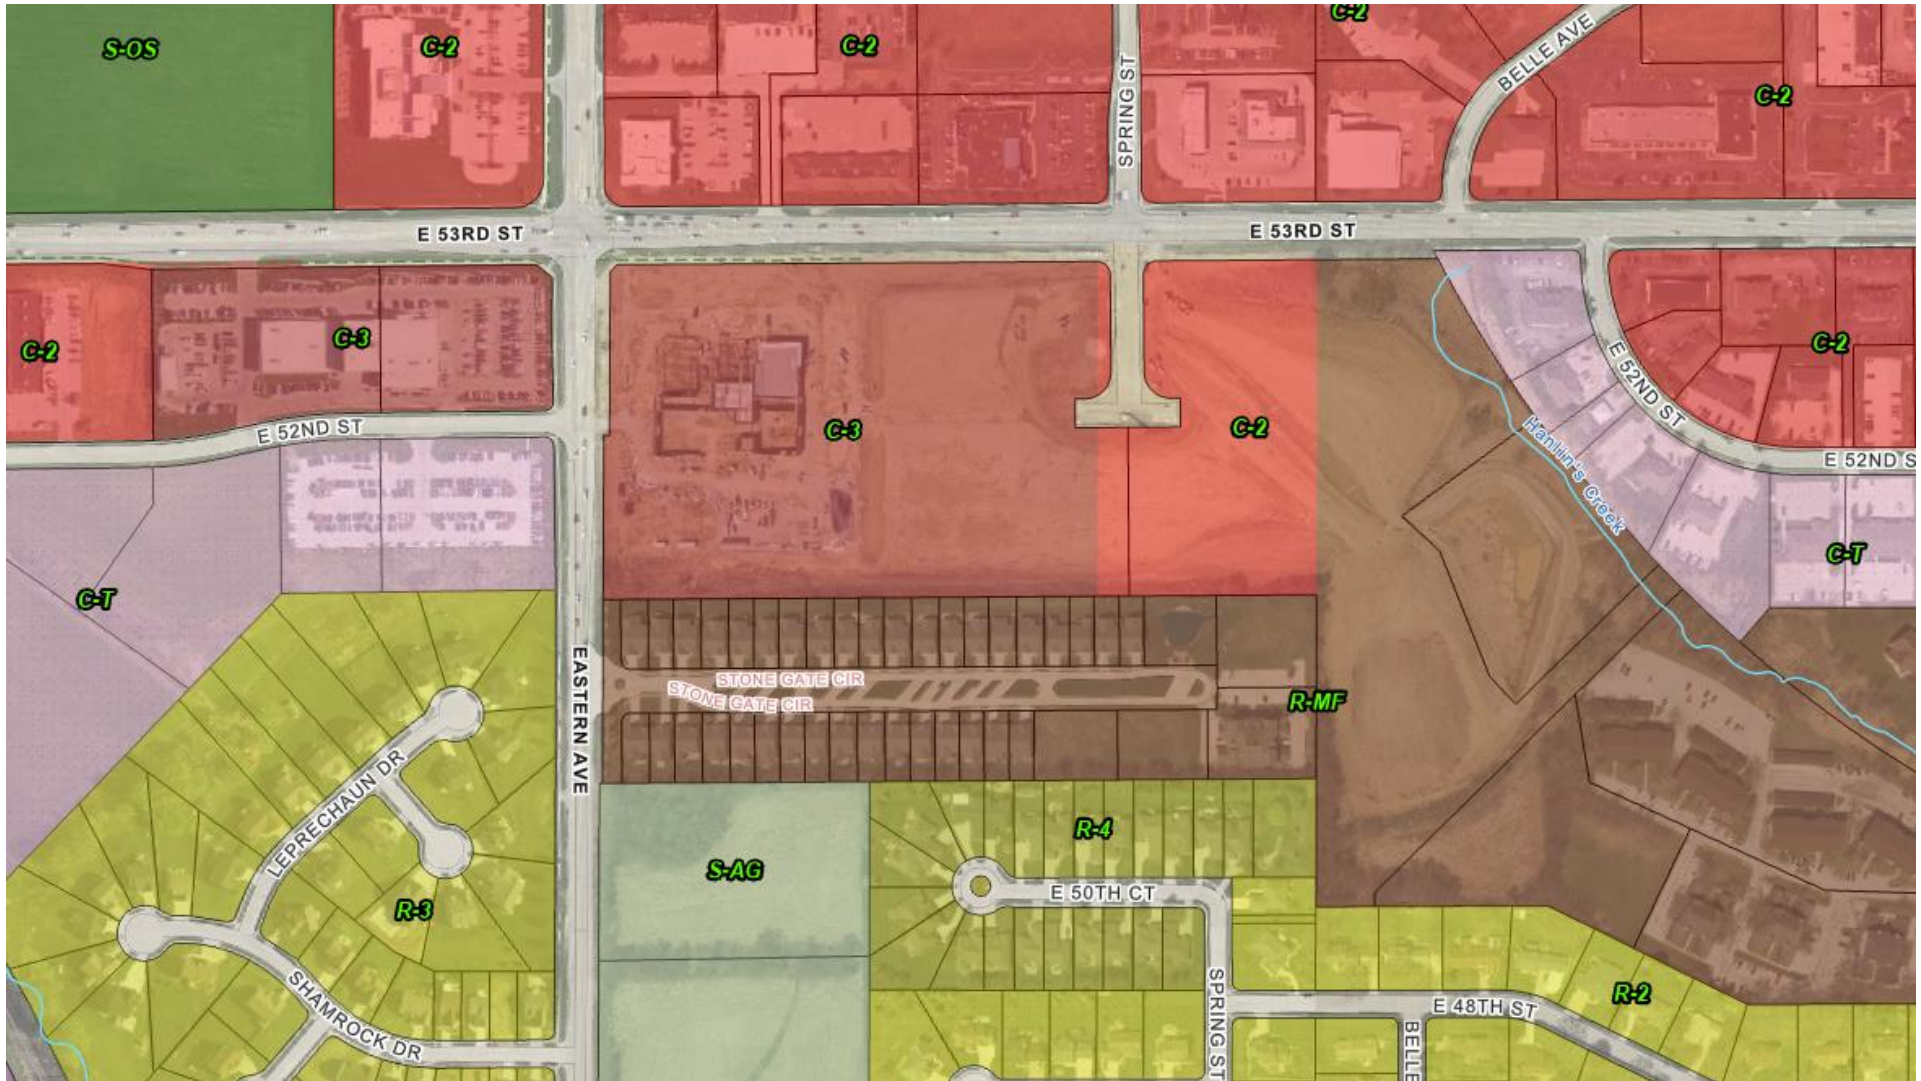 C-2
S-OS
C-2
C-2
BELLE AVE
C-2
SPRING ST
E 53RD ST
E 53RD ST
C-2
C-3
C-2
E 52ND ST
E 52ND ST
C-3
C-2
E 52ND S
Hanlin's Creek
C-T
C-T
EASTERN AVE
STONE GATE CIR
STONE GATE CIR
R-MF
LEPRECHAUN DR
R-4
S-AG
E 50TH CT
R-3
SHAMROCK DR
SPRING ST
R-2
E 48TH ST
BELLE